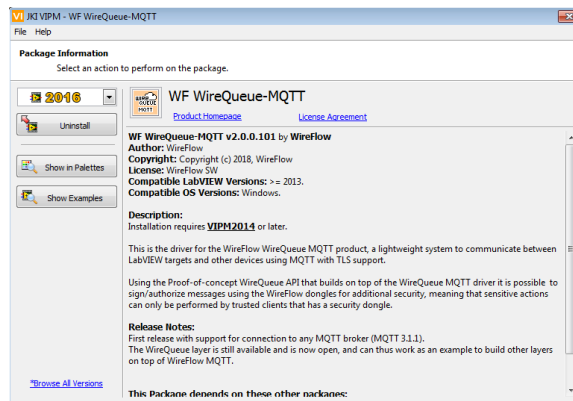 VI JKI VIPM - WF WireQueue-MQTT
File Help
Package Information
Select an action to perform on the package.
2016
Uninstall
Show in Palettes
Show Examples
*Browse All Versions
WIRE
QUEUE
MQTT
WF WireQueue-MQTT
Product Homepage License Agreement
WF WireQueue-MQTT v2.0.0.101 by WireFlow
Author: WireFlow
Copyright: Copyright (c) 2018, WireFlow
License: WireFlow SW
Compatible LabVIEW Versions: >= 2013.
Compatible OS Versions: Windows.
Description:
Installation requires VIPM2014 or later.
This is the driver for the WireFlow WireQueue MQTT product, a lightweight system to communicate between
LabVIEW targets and other devices using MQTT with TLS support.
Using the Proof-of-concept WireQueue API that builds on top of the WireQueue MQTT driver it is possible to
sign/authorize messages using the WireFlow dongles for additional security, meaning that sensitive actions
can only be performed by trusted clients that has a security dongle.
Release Notes:
First release with support for connection to any MQTT broker (MQTT 3.1.1).
The WireQueue layer is still available and is now open, and can thus work as an example to build other layers
on top of WireFlow MQTT.
This Package depends on these other packages: